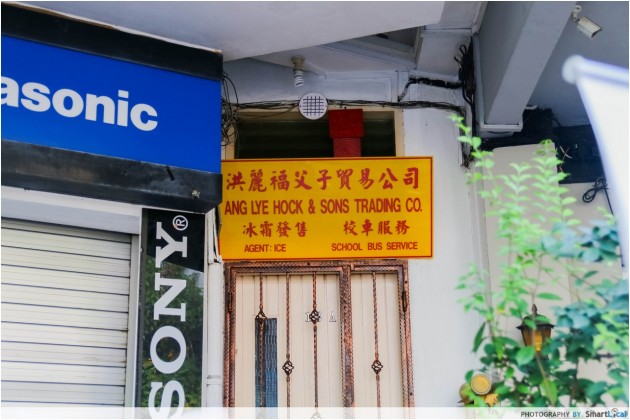 asonic
洪麗福父子貿易公司
ANG LYE HOCK & SONS TRADING CO.
冰霜發售 校車服務
AGENT: ICE SCHOOL BUS SERVICE
SONY®
PHOTOGRAPHY BY: SmartLocal